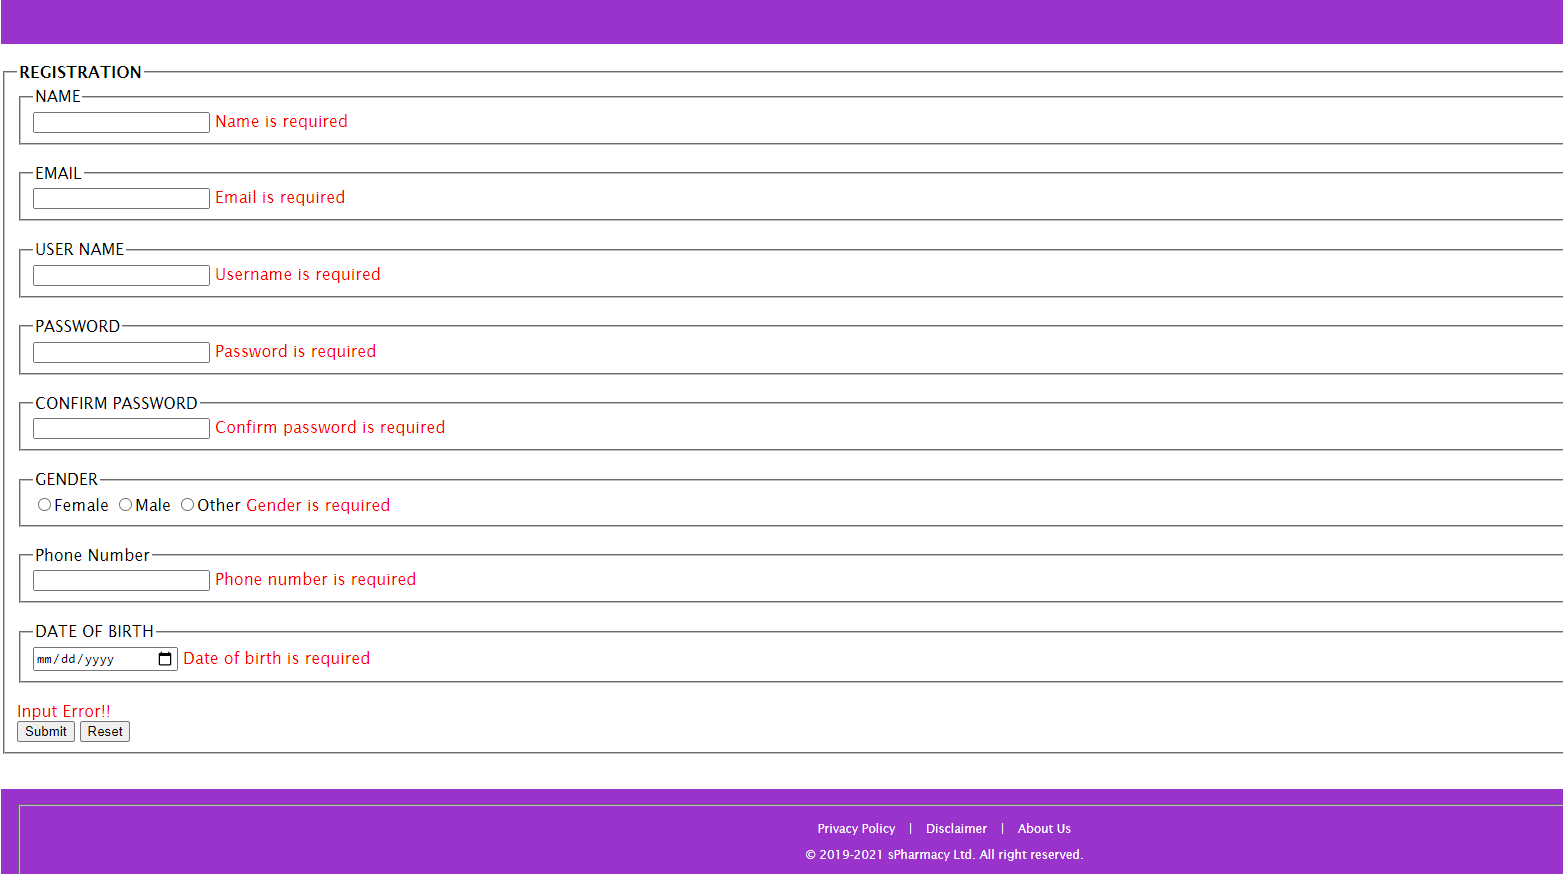 REGISTRATION
NAME
Name is required
EMAIL
Email is required
USER NAME
Username is required
PASSWORD
Password is required
CONFIRM PASSWORD
Confirm password is required
GENDER
Female Male Other Gender is required
Phone Number
Phone number is required
DATE OF BIRTH
mm/dd/yyyy Date of birth is required
Input Error!!
Submit Reset
Privacy Policy | Disclaimer | About Us
© 2019-2021 sPharmacy Ltd. All right reserved.